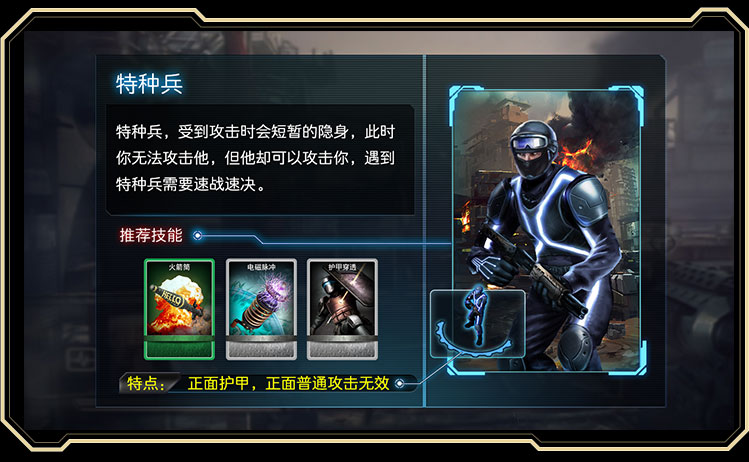 特种兵
特种兵，受到攻击时会短暂的隐身，此时
你无法攻击他，但他却可以攻击你，遇到
特种兵需要速战速决。
推荐技能
火箭筒
电磁脉冲
护甲穿透
HELLO
特点： 正面护甲，正面普通攻击无效